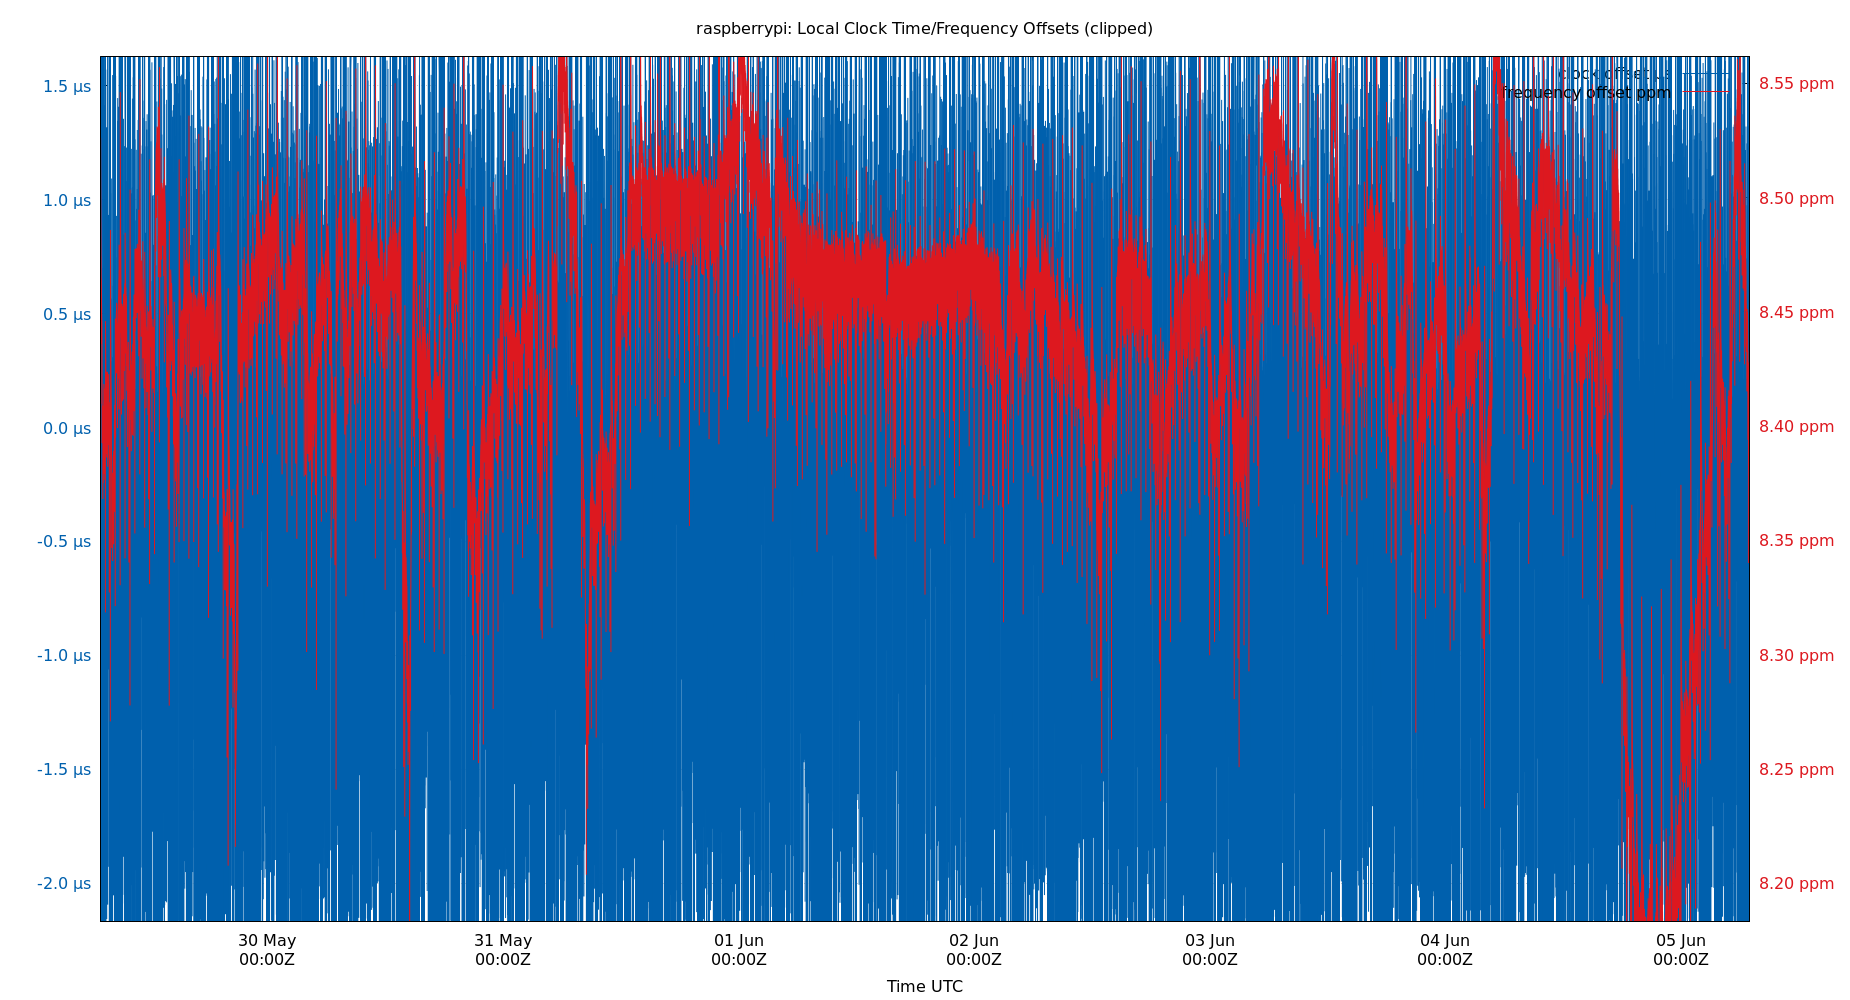 raspberrypi: Local Clock Time/Frequency Offsets (clipped)
clock offset µs
frequency offset ppm
1.5 µs
1.0 µs
0.5 µs
0.0 µs
-0.5 µs
-1.0 µs
-1.5 µs
-2.0 µs
8.55 ppm
8.50 ppm
8.45 ppm
8.40 ppm
8.35 ppm
8.30 ppm
8.25 ppm
8.20 ppm
30 May
00:00Z
31 May
00:00Z
01 Jun
00:00Z
02 Jun
00:00Z
03 Jun
00:00Z
04 Jun
00:00Z
05 Jun
00:00Z
Time UTC